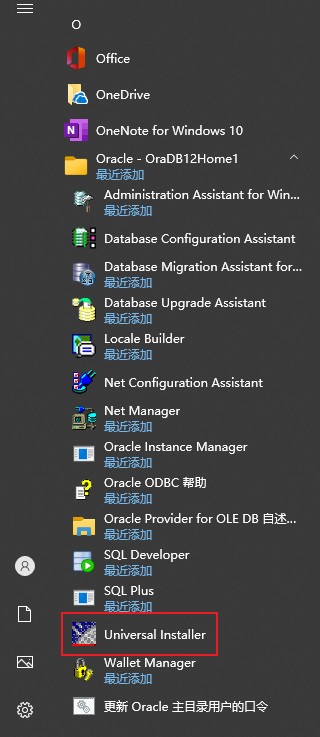 O
Office
OneDrive
OneNote for Windows 10
Oracle - OraDB12Home1
最近添加
Administration Assistant for Win...
最近添加
Database Configuration Assistant
Database Migration Assistant for...
最近添加
Database Upgrade Assistant
最近添加
Locale Builder
最近添加
Net Configuration Assistant
Net Manager
最近添加
Oracle Instance Manager
最近添加
Oracle ODBC 帮助
最近添加
Oracle Provider for OLE DB 自述...
最近添加
SQL Developer
最近添加
SQL Plus
最近添加
Universal Installer
Wallet Manager
最近添加
更新 Oracle 主目录用户的口令